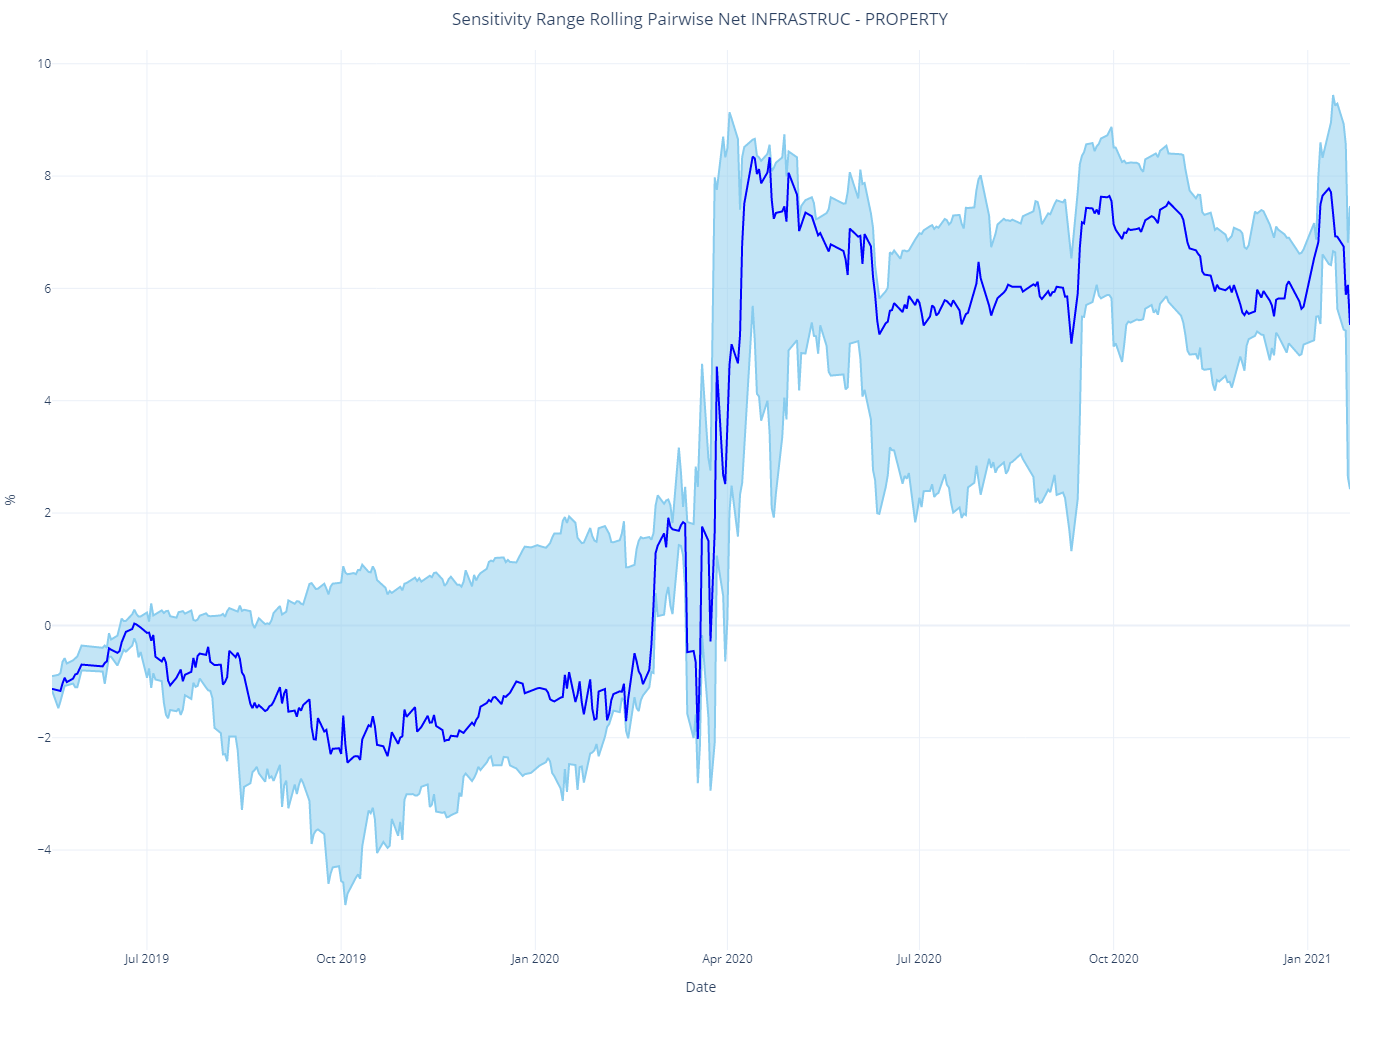 Sensitivity Range Rolling Pairwise Net INFRASTRUC - PROPERTY
10
8
6
4
2
0
−2
−4
%
Jul 2019
Oct 2019
Jan 2020
Apr 2020
Jul 2020
Oct 2020
Jan 2021
Date